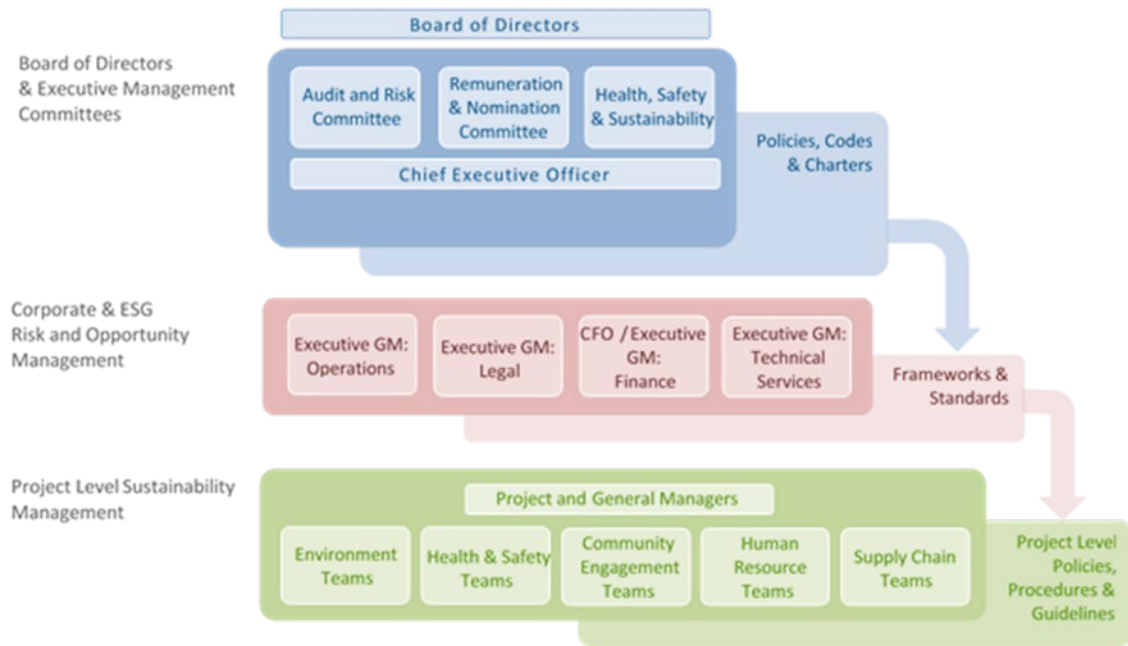 Board of Directors
Board of Directors
& Executive Management
Committees
Audit and Risk
Committee
Remuneration
& Nomination
Committee
Health, Safety
& Sustainability
Chief Executive Officer
Policies, Codes
& Charters
Corporate & ESG
Risk and Opportunity
Management
Executive GM:
Operations
Executive GM:
Legal
CFO / Executive
GM:
Finance
Executive GM:
Technical
Services
Frameworks &
Standards
Project Level Sustainability
Management
Project and General Managers
Environment
Teams
Health & Safety
Teams
Community
Engagement
Teams
Human
Resource
Teams
Supply Chain
Teams
Project Level
Policies,
Procedures &
Guidelines